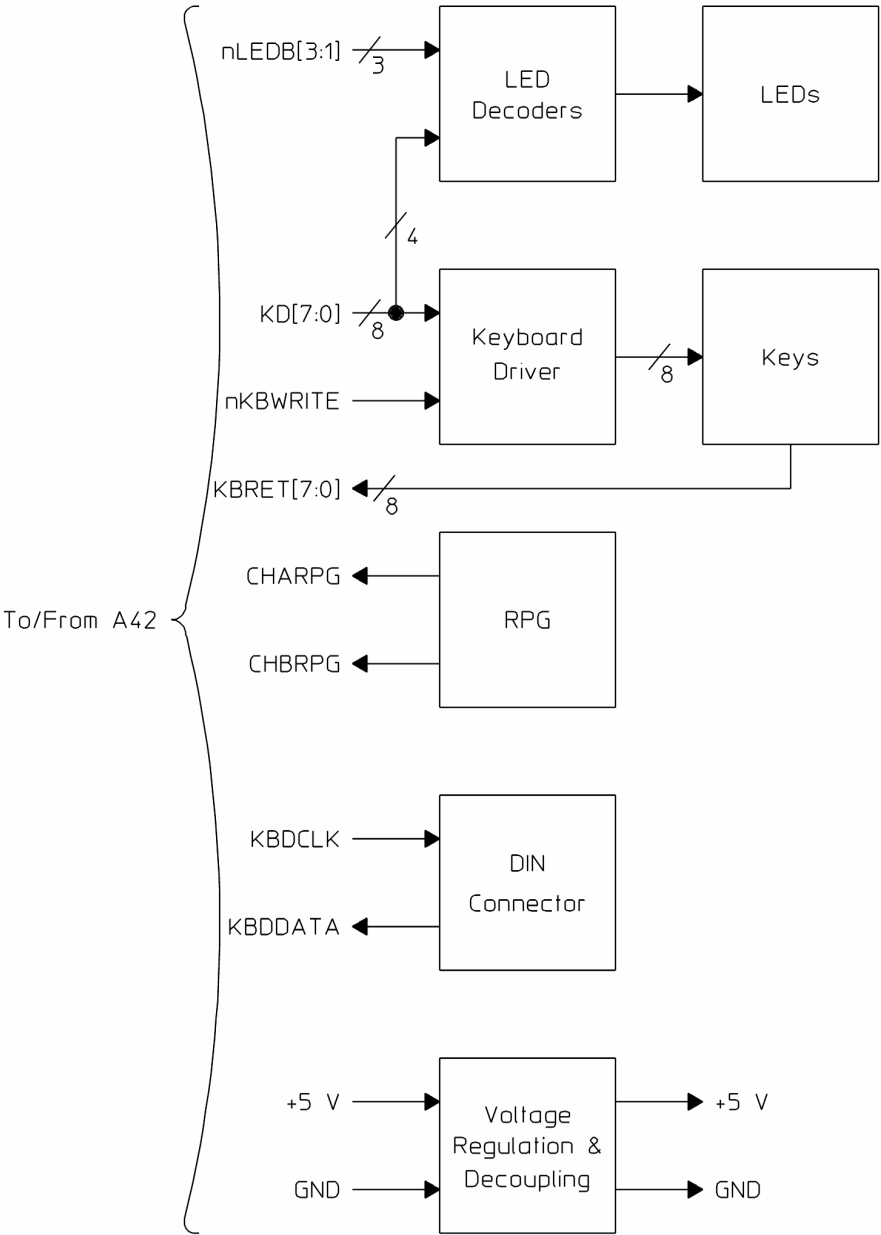 nLEDB[3:1]
3
LED
Decoders
LEDs
4
KD[7:0]
8
Keyboard
Driver
8
Keys
nKBWRITE
KBRET[7:0]
8
CHARPG
RPG
To/From A42
CHBRPG
KBDCLK
DIN
Connector
KBDDATA
+5 V
Voltage
Regulation &
Decoupling
+5 V
GND
GND